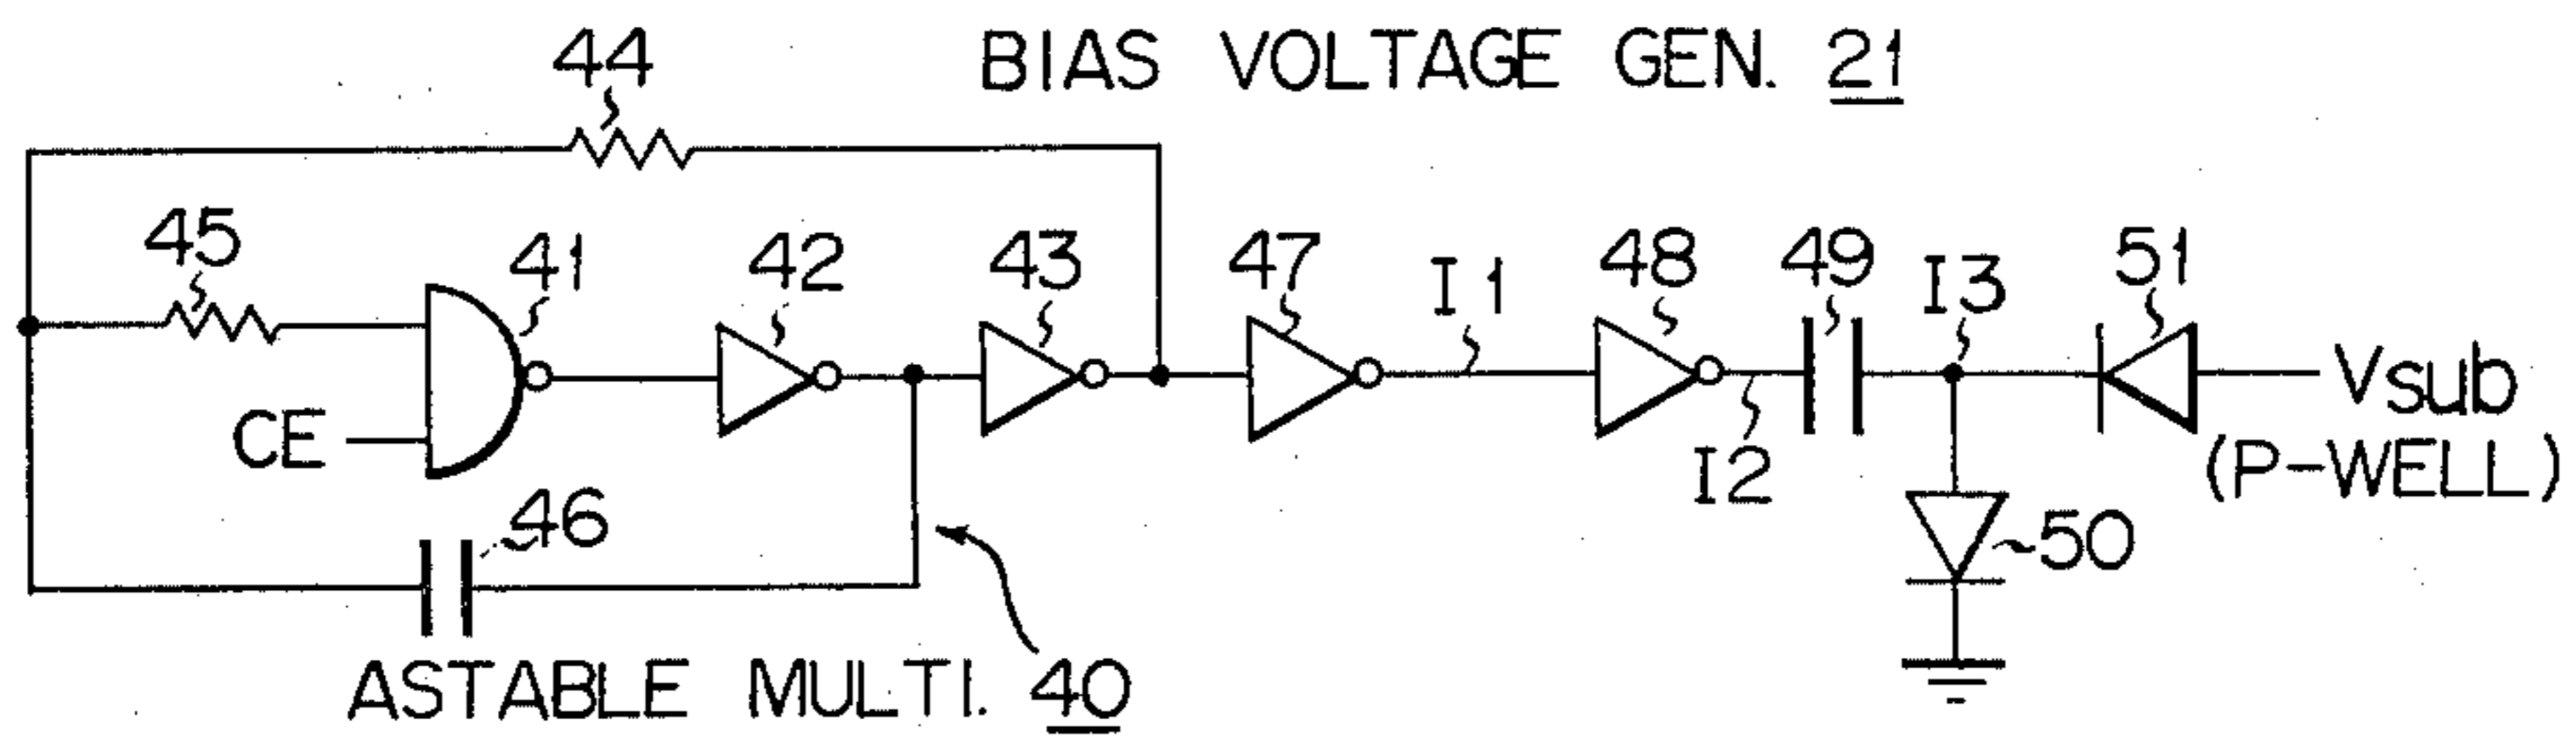 BIAS VOLTAGE GEN. 21
44
45
41
42
43
47
I1
48
49
I3
51
CE
Vsub
(P-WELL)
I2
46
50
ASTABLE MULTI. 40